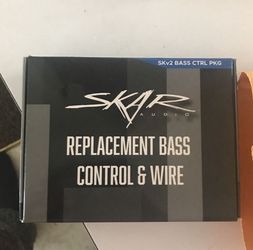 SKv2 BASS CTRL PKG
SKAR
AUDIO
REPLACEMENT BASS
CONTROL & WIRE